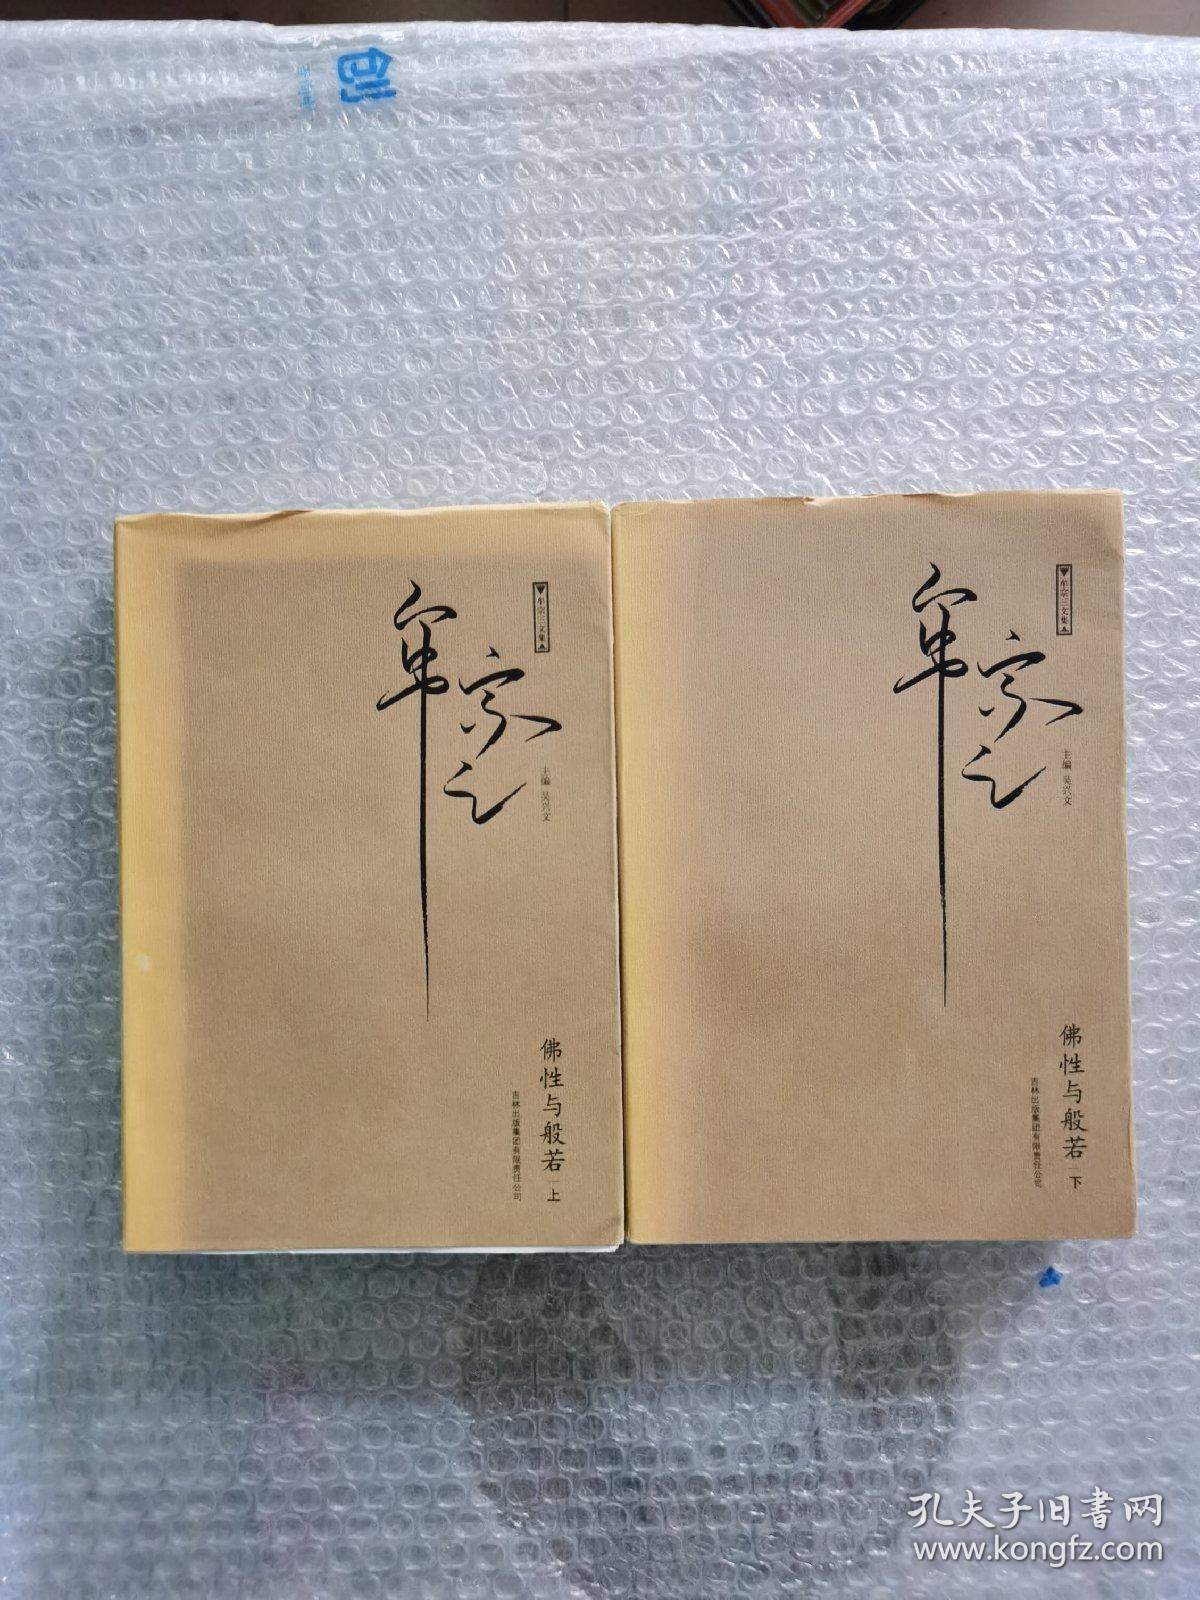 创
牟宗三文集
牟宗三
主编 吴兴文
佛性与般若 上
吉林出版集团有限责任公司
牟宗三文集
牟宗三
主编 吴兴文
佛性与般若 下
吉林出版集团有限责任公司
孔夫子旧书网
www.kongfz.com